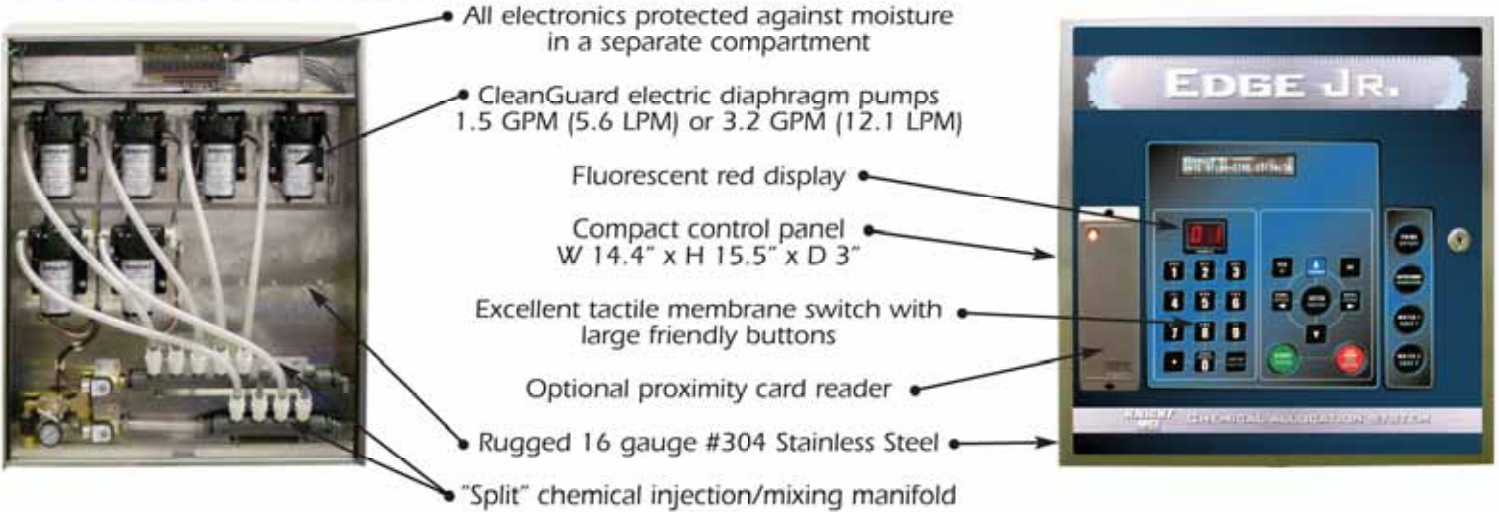 All electronics protected against moisture
in a separate compartment
CleanGuard electric diaphragm pumps
1.5 GPM (5.6 LPM) or 3.2 GPM (12.1 LPM)
Fluorescent red display
Compact control panel
W 14.4" x H 15.5" x D 3"
Excellent tactile membrane switch with
large friendly buttons
Optional proximity card reader
Rugged 16 gauge #304 Stainless Steel
"Split" chemical injection/mixing manifold
EDGE JR.
01
1 2 3
4 5 6
7 8 9
0
KNIGHT
CHEMICAL ALLOCATION SYSTEM